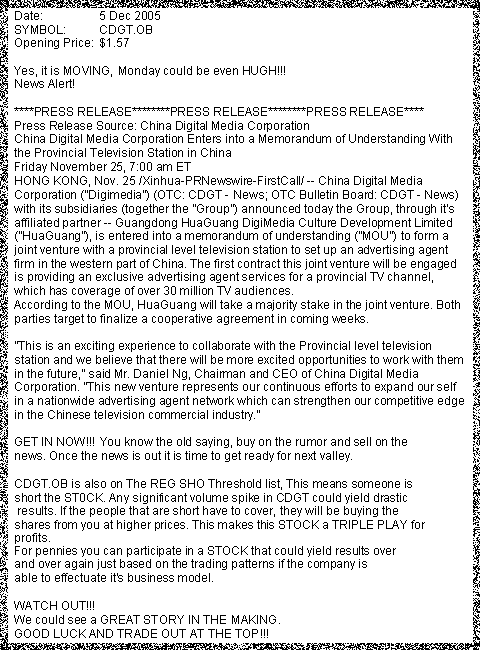 Date: 5 Dec 2005
SYMBOL: CDGT.OB
Opening Price: $1.57
Yes, it is MOVING, Monday could be even HUGH!!!
News Alert!
****PRESS RELEASE********PRESS RELEASE********PRESS RELEASE****
Press Release Source: China Digital Media Corporation
China Digital Media Corporation Enters into a Memorandum of Understanding With
the Provincial Television Station in China
Friday November 25, 7:00 am ET
HONG KONG, Nov. 25 /Xinhua-PRNewswire-FirstCall/ -- China Digital Media
Corporation ("Digimedia") (OTC: CDGT - News; OTC Bulletin Board: CDGT - News)
with its subsidiaries (together the "Group") announced today the Group, through it's
affiliated partner -- Guangdong HuaGuang DigiMedia Culture Development Limited
("HuaGuang"), is entered into a memorandum of understanding ("MOU") to form a
joint venture with a provincial level television station to set up an advertising agent
firm in the western part of China. The first contract this joint venture will be engaged
is providing an exclusive advertising agent services for a provincial TV channel,
which has coverage of over 30 million TV audiences.
According to the MOU, HuaGuang will take a majority stake in the joint venture. Both
parties target to finalize a cooperative agreement in coming weeks.
"This is an exciting experience to collaborate with the Provincial level television
station and we believe that there will be more excited opportunities to work with them
in the future," said Mr. Daniel Ng, Chairman and CEO of China Digital Media
Corporation. "This new venture represents our continuous efforts to expand our self
in a nationwide advertising agent network which can strengthen our competitive edge
in the Chinese television commercial industry."
GET IN NOW!!! You know the old saying, buy on the rumor and sell on the
news. Once the news is out it is time to get ready for next valley.
CDGT.OB is also on The REG SHO Threshold list, This means someone is
short the ST0CK. Any significant volume spike in CDGT could yield drastic
results. If the people that are short have to cover, they will be buying the
shares from you at higher prices. This makes this STOCK a TRIPLE PLAY for
profits.
For pennies you can participate in a STOCK that could yield results over
and over again just based on the trading patterns if the company is
able to effectuate it's business model.
WATCH OUT!!!
We could see a GREAT STORY IN THE MAKING.
GOOD LUCK AND TRADE OUT AT THE TOP!!!